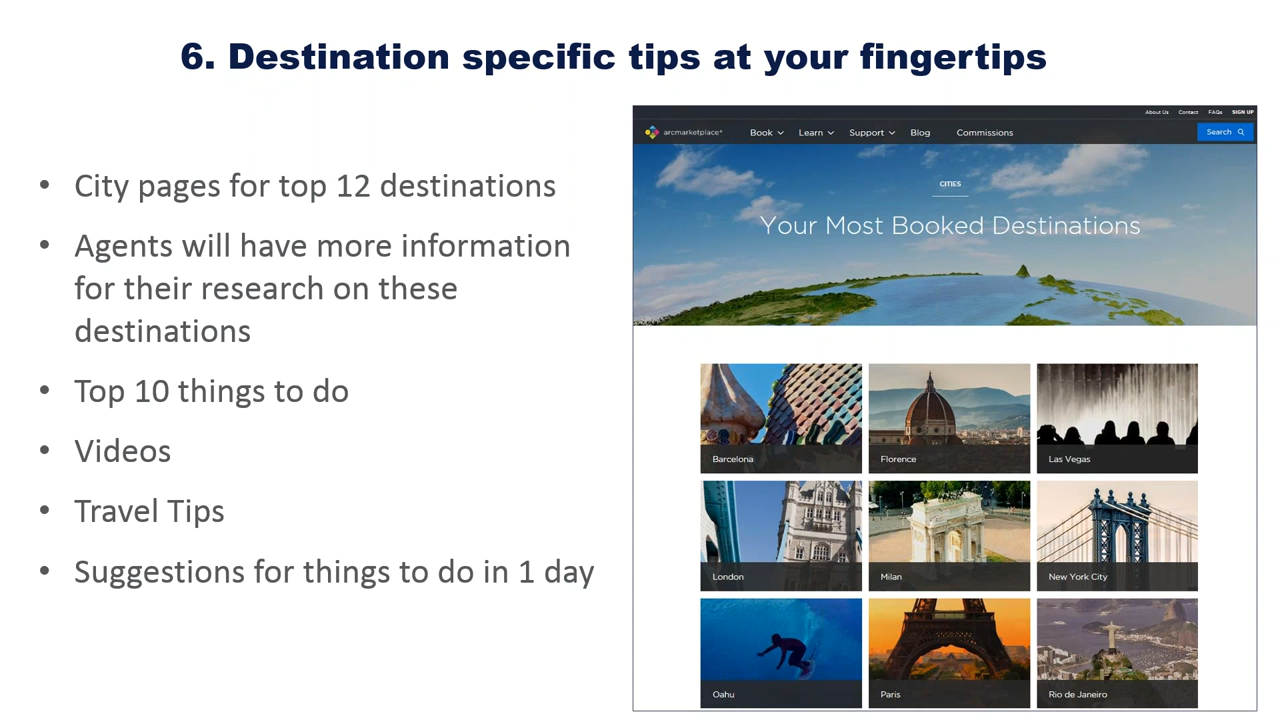 6. Destination specific tips at your fingertips
• City pages for top 12 destinations
• Agents will have more information
for their research on these
destinations
• Top 10 things to do
• Videos
• Travel Tips
• Suggestions for things to do in 1 day
About Us Contact FAQs SIGN UP
arcmarketplace Book Learn Support Blog Commissions Search
CITIES
Your Most Booked Destinations
Barcelona Florence Las Vegas
London Milan New York City
Oahu Paris Rio de Janeiro